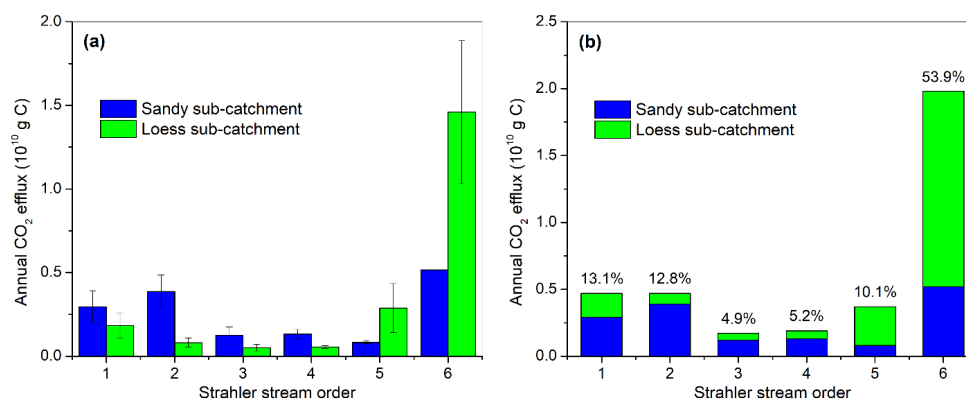 (a)
Annual CO2 efflux (10^10 g C)
2.0
1.5
1.0
0.5
0.0
Sandy sub-catchment
Loess sub-catchment
1 2 3 4 5 6
Strahler stream order
(b)
Annual CO2 efflux (10^10 g C)
2.5
2.0
1.5
1.0
0.5
0.0
Sandy sub-catchment
Loess sub-catchment
13.1%
12.8%
4.9%
5.2%
10.1%
53.9%
1 2 3 4 5 6
Strahler stream order